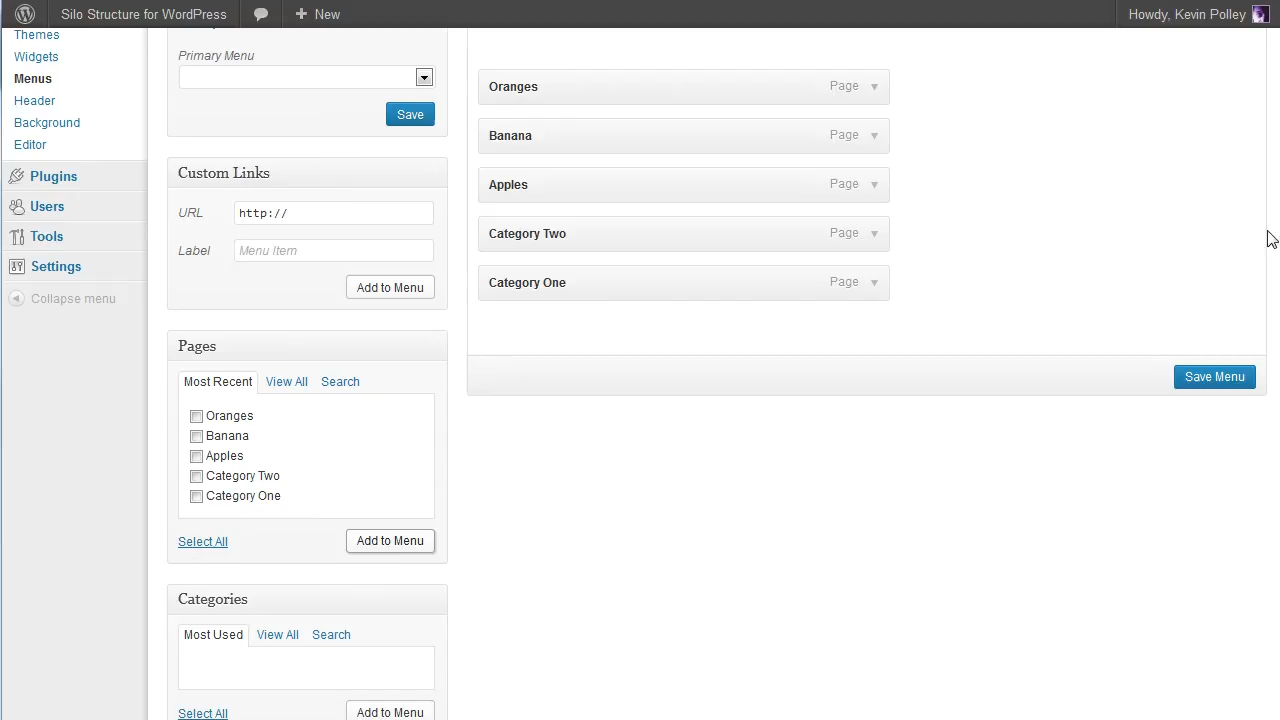 Silo Structure for WordPress
New
Howdy, Kevin Polley
Themes
Widgets
Menus
Header
Background
Editor
Plugins
Users
Tools
Settings
Collapse menu
Primary Menu
Save
Custom Links
URL
http://
Label
Menu Item
Add to Menu
Pages
Most Recent View All Search
Oranges
Banana
Apples
Category Two
Category One
Select All
Add to Menu
Categories
Most Used View All Search
Select All
Add to Menu
Oranges Page
Banana Page
Apples Page
Category Two Page
Category One Page
Save Menu